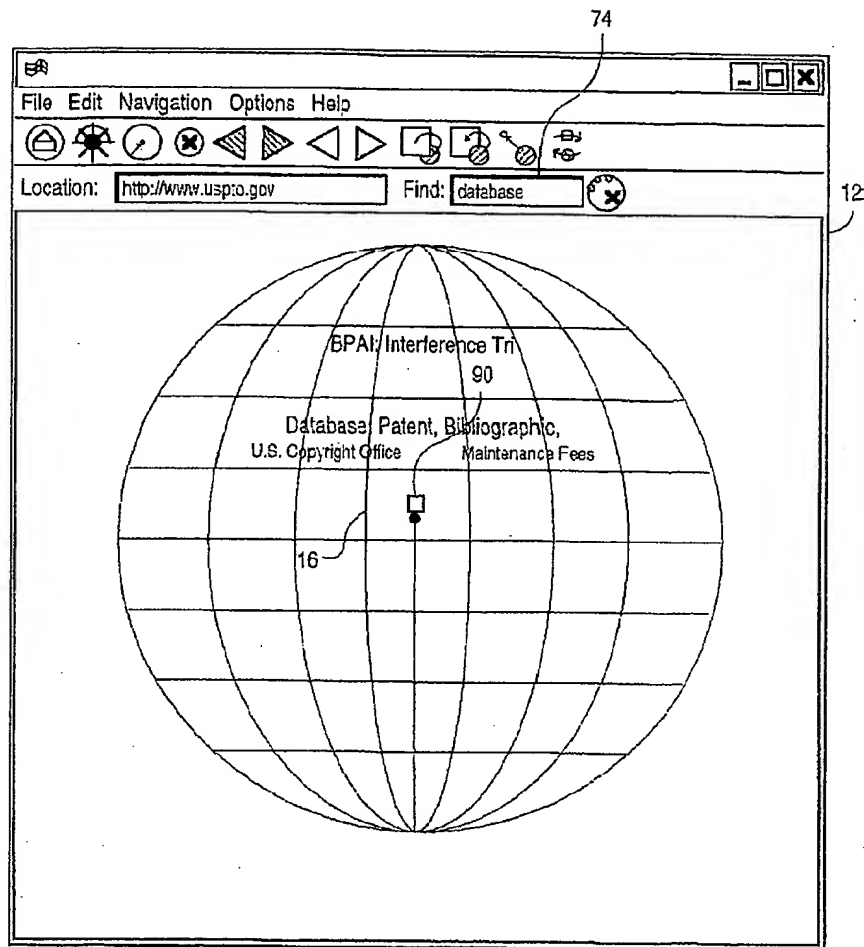 74
File Edit Navigation Options Help
Location: http://www.uspto.gov Find: database
12
BPAI: Interference Tri
90
Database: Patent, Bibliographic,
U.S. Copyright Office Maintenance Fees
16